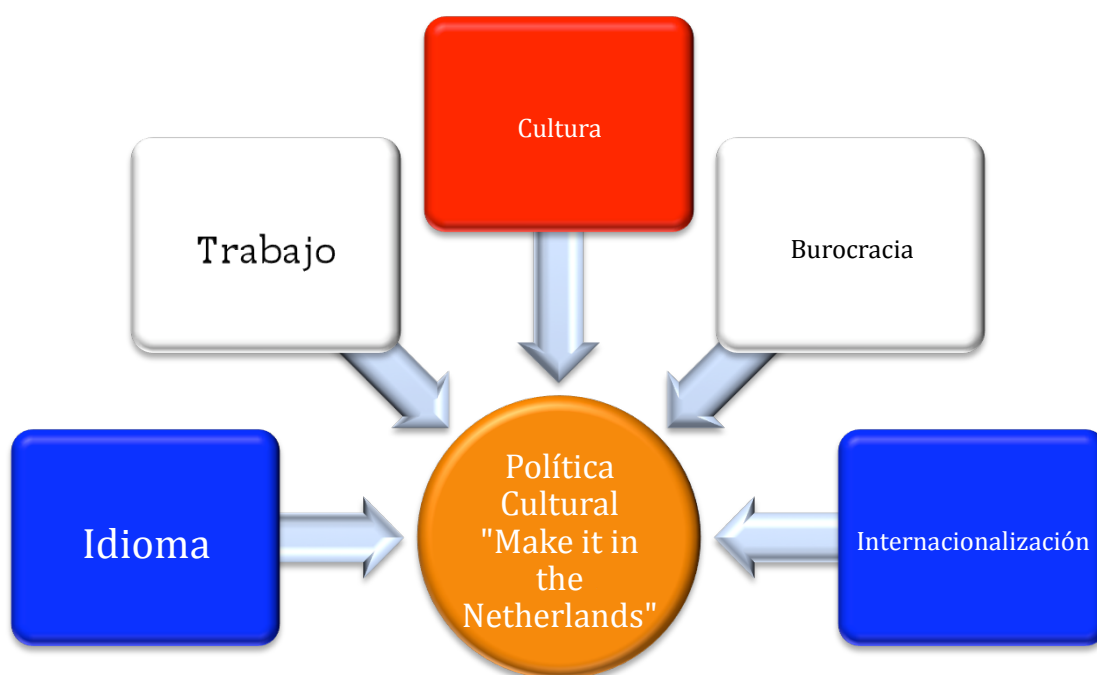 Cultura
Trabajo
Burocracia
Idioma
Política
Cultural
"Make it in
the
Netherlands"
Internacionalización